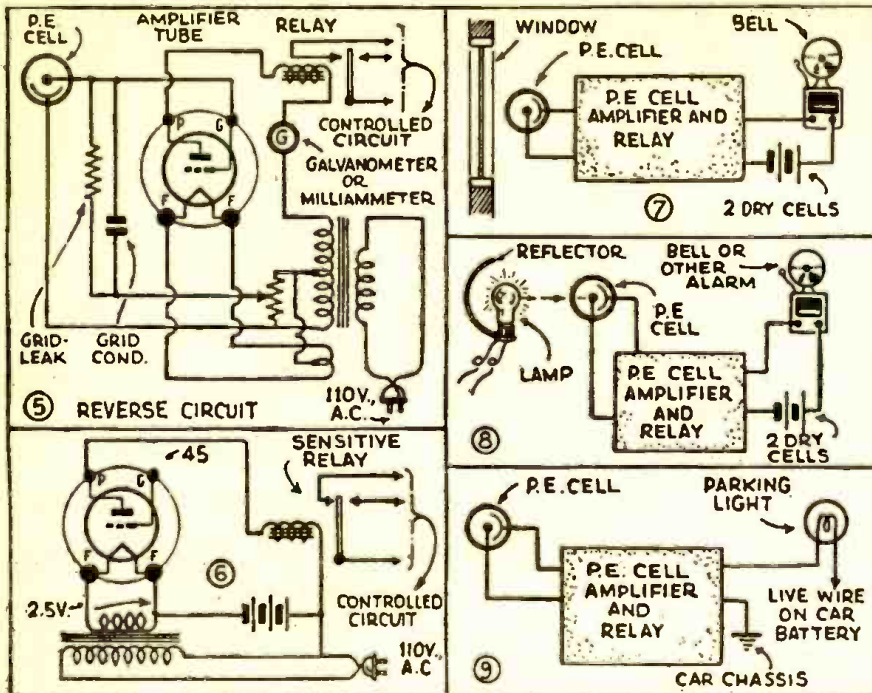 P.E.
CELL
AMPLIFIER
TUBE
RELAY
P
G
F
F
G
CONTROLLED
CIRCUIT
GALVANOMETER
OR
MILLIAMMETER
GRID-
LEAK
GRID
COND.
110V.,
A.C.
5 REVERSE CIRCUIT
45
SENSITIVE
RELAY
P
G
F
F
6
2.5V.
CONTROLLED
CIRCUIT
110V.,
A.C
WINDOW
P.E.CELL
BELL
P.E CELL
AMPLIFIER AND
RELAY
7
2 DRY CELLS
REFLECTOR
BELL OR
OTHER
ALARM
P.E
CELL
LAMP
P.E CELL
AMPLIFIER
AND
RELAY
8
2 DRY
CELLS
P.E.CELL
PARKING
LIGHT
P.E. CELL
AMPLIFIER
AND
RELAY
LIVE WIRE
ON CAR
BATTERY
9
CAR CHASSIS